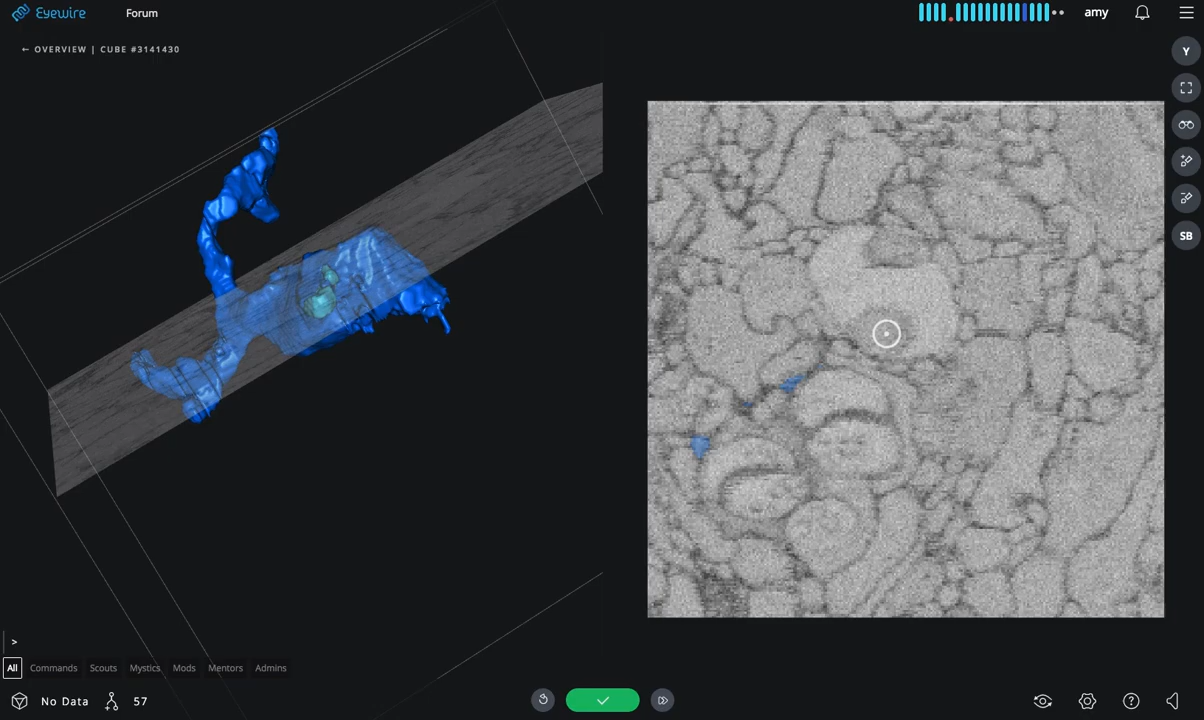 Eyewire Forum amy
← OVERVIEW | CUBE #3141430
Y
SB
>
All Commands Scouts Mystics Mods Mentors Admins
No Data 57